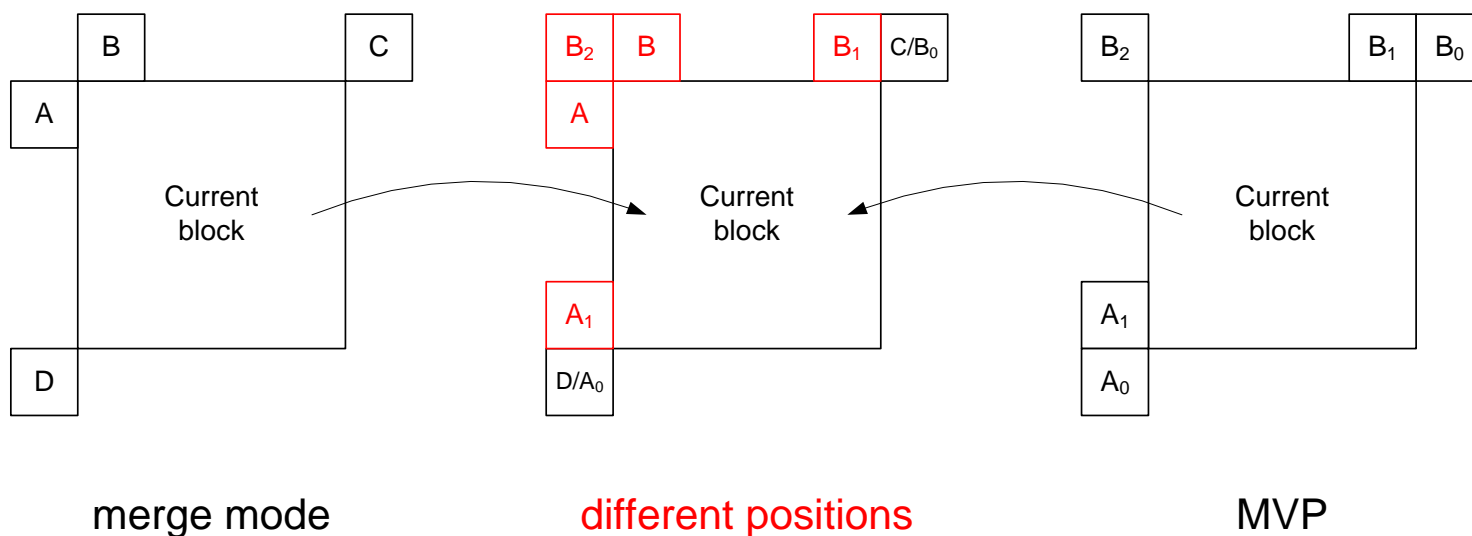 B
C
A
Current
block
D
merge mode
B₂
B
B₁
C/B₀
A
Current
block
A₁
D/A₀
different positions
B₂
B₁
B₀
Current
block
A₁
A₀
MVP